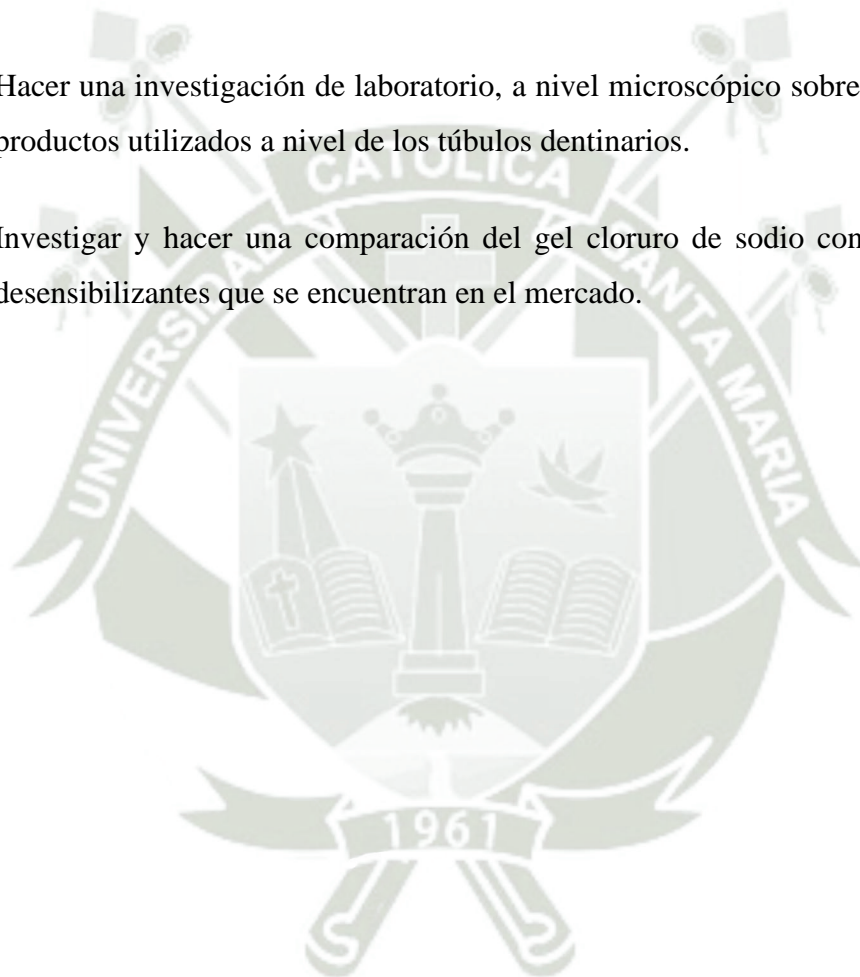 Hacer una investigación de laboratorio, a nivel microscópico sobre
productos utilizados a nivel de los túbulos dentinarios.
Investigar y hacer una comparación del gel cloruro de sodio con
desensibilizantes que se encuentran en el mercado.
UNIVERSIDAD CATOLICA SANTA MARIA
1961